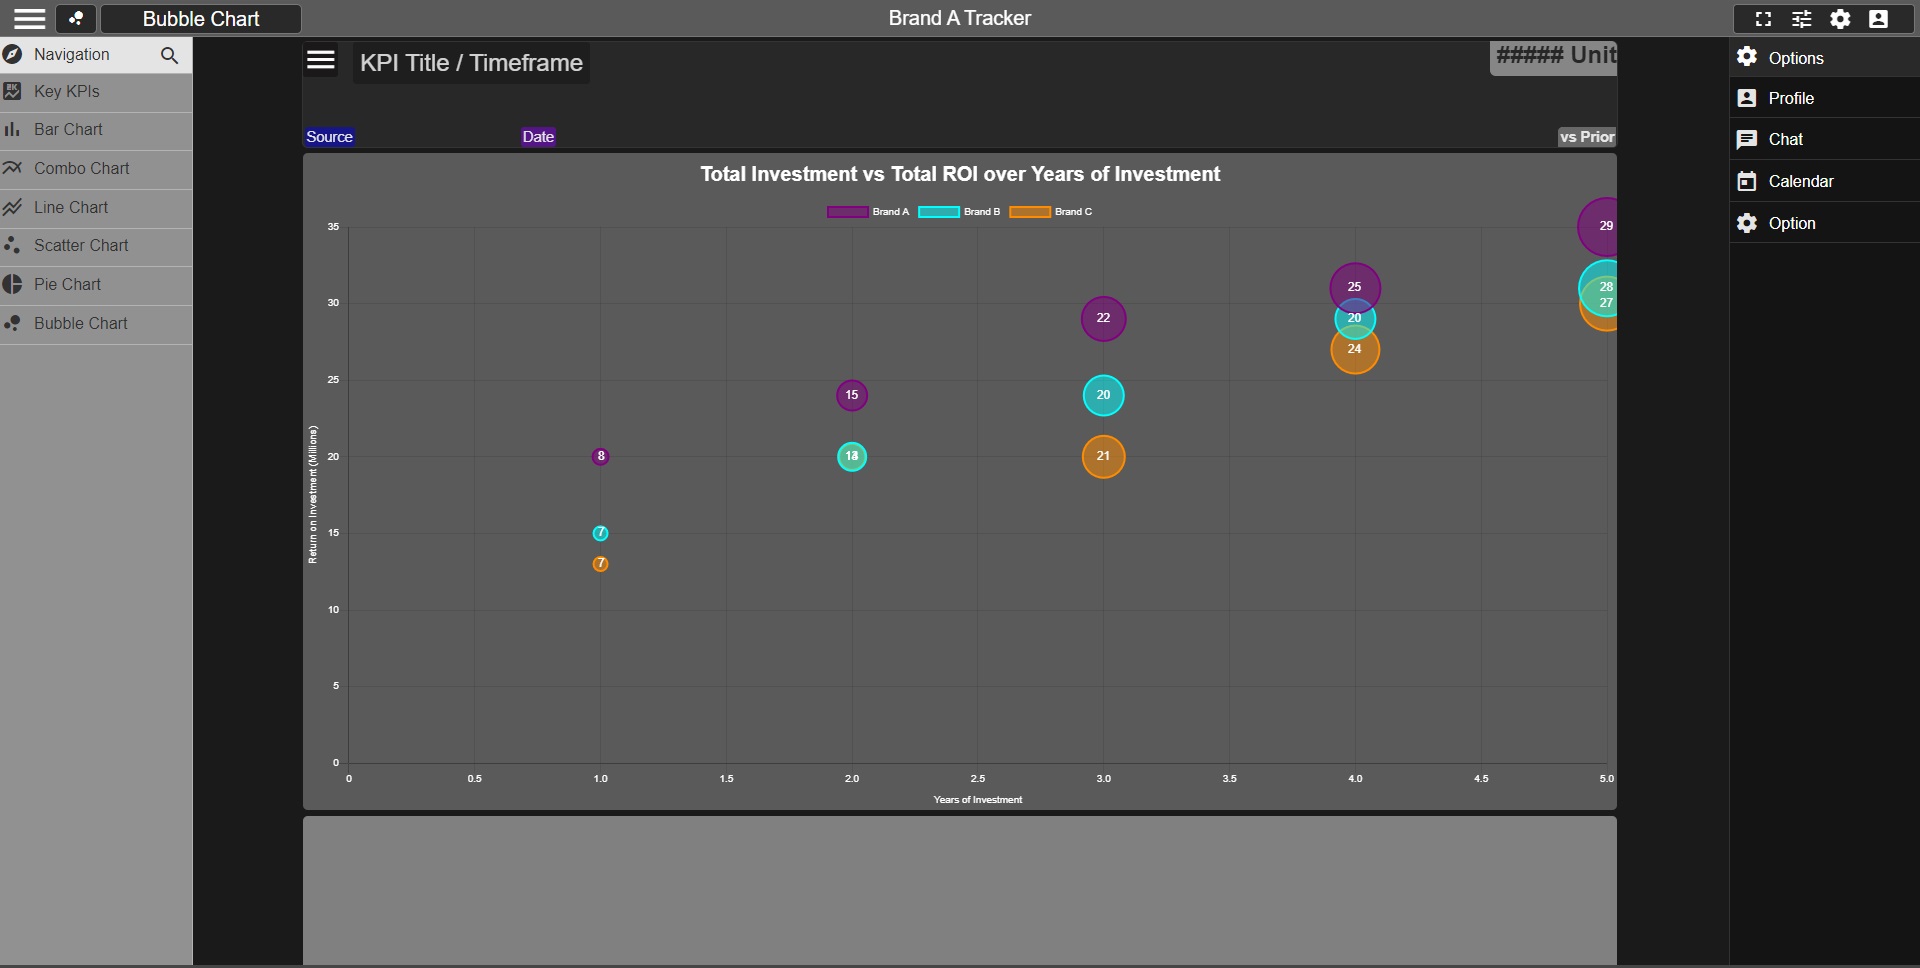 Bubble Chart
Brand A Tracker
Navigation
Key KPIs
Bar Chart
Combo Chart
Line Chart
Scatter Chart
Pie Chart
Bubble Chart
KPI Title / Timeframe
##### Unit
Source
Date
vs Prior
Total Investment vs Total ROI over Years of Investment
Brand A Brand B Brand C
Return on Investment (Millions)
35
30
25
20
15
10
5
0
29
28
27
25
20
24
22
20
21
15
8
7
7
0 0.5 1.0 1.5 2.0 2.5 3.0 3.5 4.0 4.5 5.0
Years of Investment
Options
Profile
Chat
Calendar
Option